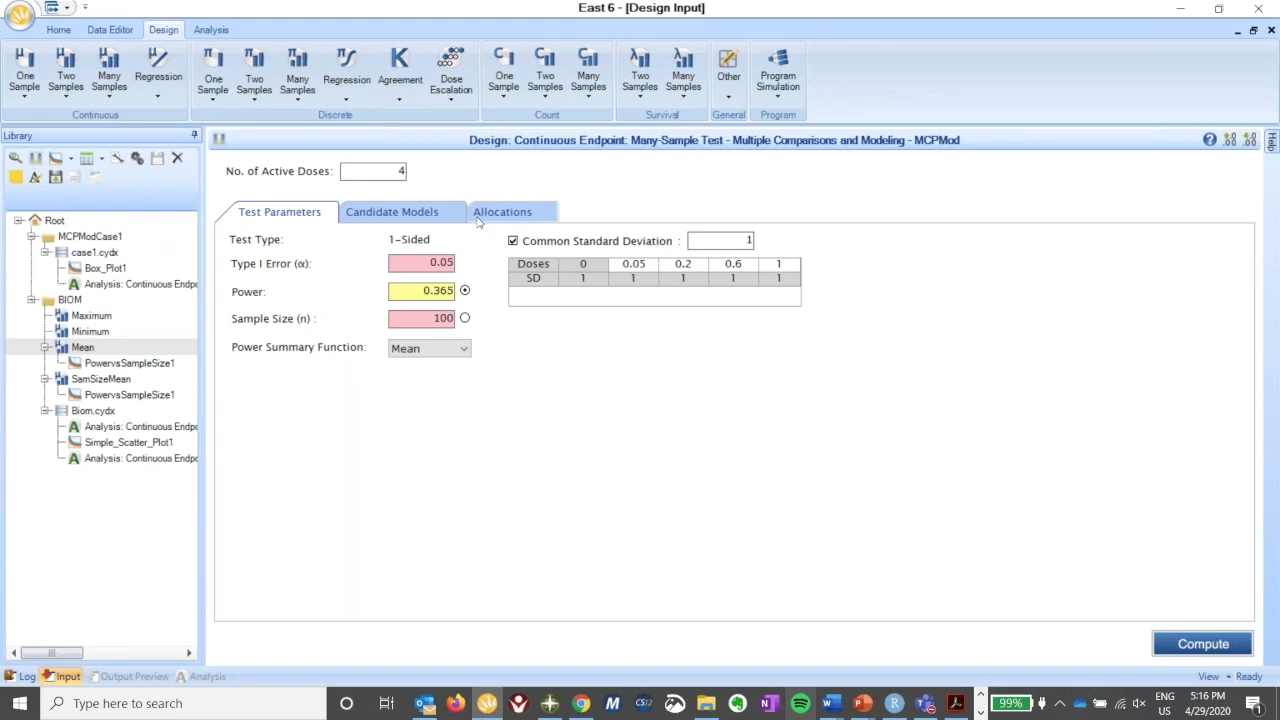 East 6 - [Design Input]
Home Data Editor Design Analysis
One Sample Two Samples Many Samples Regression One Sample Two Samples Many Samples Regression Agreement Dose Escalation One Sample Two Samples Many Samples Two Samples Many Samples Other Program Simulation
Continuous Discrete Count Survival General Program
Library
Design: Continuous Endpoint: Many-Sample Test - Multiple Comparisons and Modeling - MCPMod
Help
No. of Active Doses: 4
Test Parameters Candidate Models Allocations
Test Type: 1-Sided
Common Standard Deviation : 1
Type I Error (α): 0.05
Doses 0 0.05 0.2 0.6 1
SD 1 1 1 1 1
Power: 0.365
Sample Size (n) : 100
Power Summary Function: Mean
Root
MCPModCase1
case1.cydx
Box_Plot1
Analysis: Continuous Endpo
BIOM
Maximum
Minimum
Mean
PowervsSampleSize1
SamSizeMean
PowervsSampleSize1
Biom.cydx
Analysis: Continuous Endpo
Simple_Scatter_Plot1
Analysis: Continuous Endpo
Compute
Log Input Output Preview Analysis
View Ready
Type here to search
99%
ENG
US
5:16 PM
4/29/2020